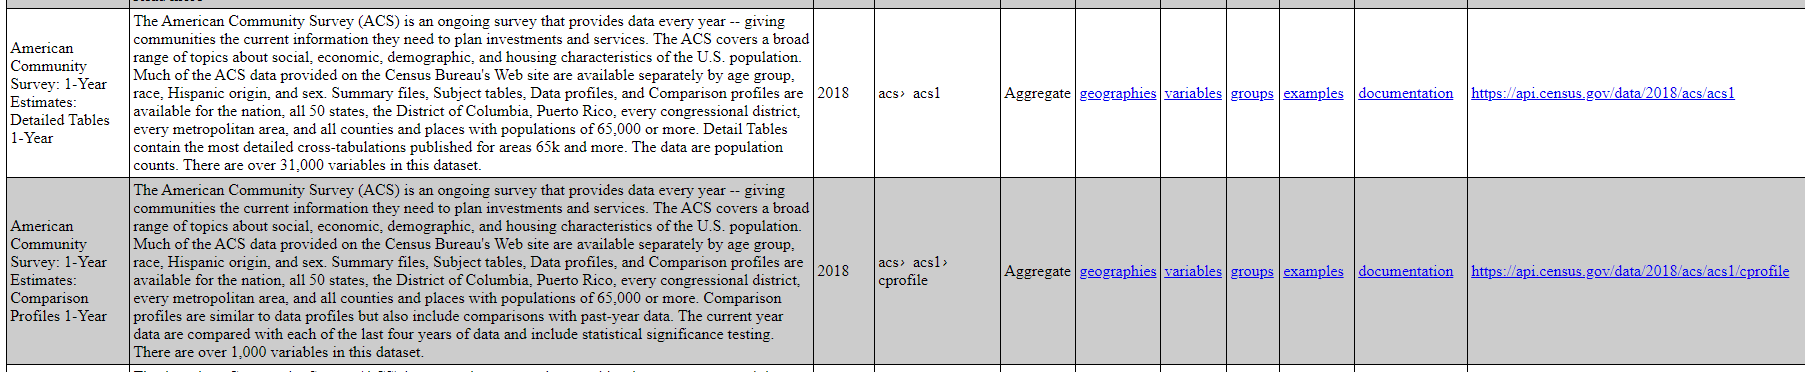 American
Community
Survey: 1-Year
Estimates:
Detailed Tables
1-Year
The American Community Survey (ACS) is an ongoing survey that provides data every year -- giving
communities the current information they need to plan investments and services. The ACS covers a broad
range of topics about social, economic, demographic, and housing characteristics of the U.S. population.
Much of the ACS data provided on the Census Bureau's Web site are available separately by age group,
race, Hispanic origin, and sex. Summary files, Subject tables, Data profiles, and Comparison profiles are
available for the nation, all 50 states, the District of Columbia, Puerto Rico, every congressional district,
every metropolitan area, and all counties and places with populations of 65,000 or more. Detail Tables
contain the most detailed cross-tabulations published for areas 65k and more. The data are population
counts. There are over 31,000 variables in this dataset.
2018
acs› acs1
Aggregate
geographies
variables
groups
examples
documentation
https://api.census.gov/data/2018/acs/acs1
American
Community
Survey: 1-Year
Estimates:
Comparison
Profiles 1-Year
The American Community Survey (ACS) is an ongoing survey that provides data every year -- giving
communities the current information they need to plan investments and services. The ACS covers a broad
range of topics about social, economic, demographic, and housing characteristics of the U.S. population.
Much of the ACS data provided on the Census Bureau's Web site are available separately by age group,
race, Hispanic origin, and sex. Summary files, Subject tables, Data profiles, and Comparison profiles are
available for the nation, all 50 states, the District of Columbia, Puerto Rico, every congressional district,
every metropolitan area, and all counties and places with populations of 65,000 or more. Comparison
profiles are similar to data profiles but also include comparisons with past-year data. The current year
data are compared with each of the last four years of data and include statistical significance testing.
There are over 1,000 variables in this dataset.
2018
acs› acs1›
cprofile
Aggregate
geographies
variables
groups
examples
documentation
https://api.census.gov/data/2018/acs/acs1/cprofile